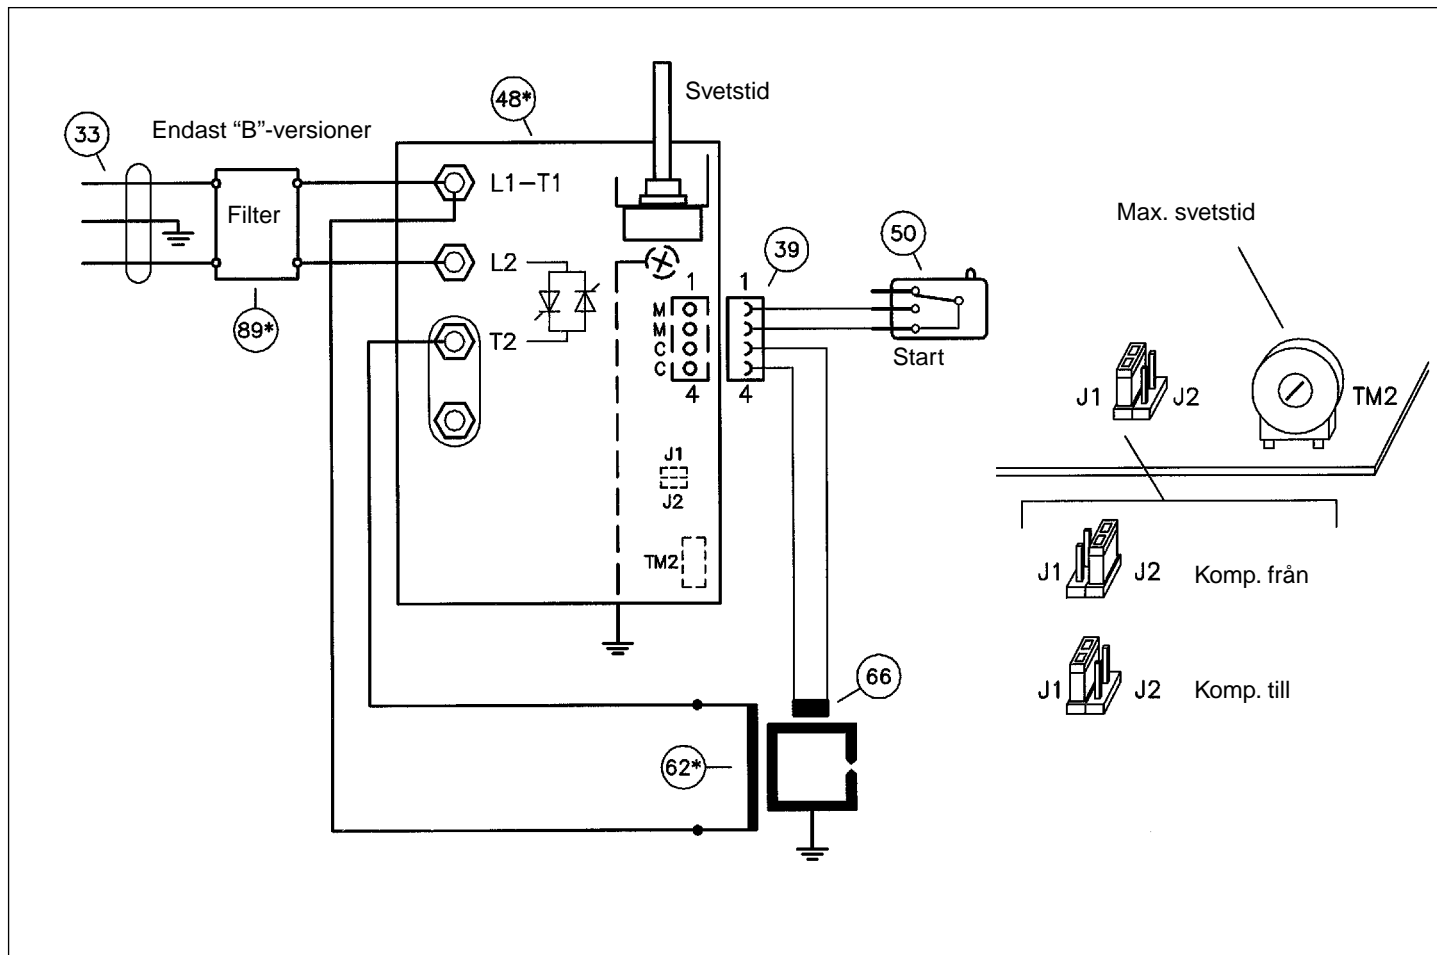 48*
Svetstid
33
Endast “B”-versioner
L1–T1
Filter
Max. svetstid
50
39
L2
1
1
M
M
C
C
89*
T2
Start
4
4
J1
J2
TM2
J1
J2
TM2
J1
J2
Komp. från
66
J1
J2
Komp. till
62*